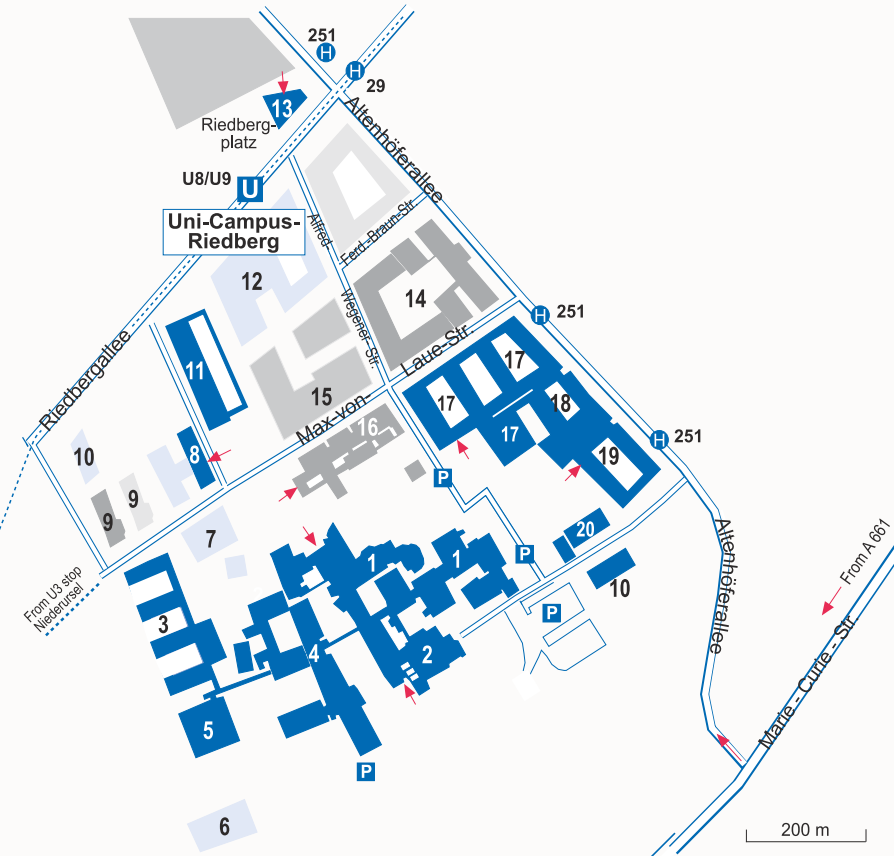 251
H
H
29
13
Riedberg-
platz
Altenhöferallee
U8/U9
U
Uni-Campus-
Riedberg
Alfred-
Wegener-Str.
Ferd.-Braun-Str.
12
14
H
251
Riedbergallee
11
15
Max-von-
Laue-Str.
17
17
17
18
16
H
251
10
8
19
9
9
P
7
20
1
1
P
10
From U3 stop
Niederursel
3
P
4
2
5
Altenhöferallee
From A 661
Marie-Curie-Str.
P
6
200 m